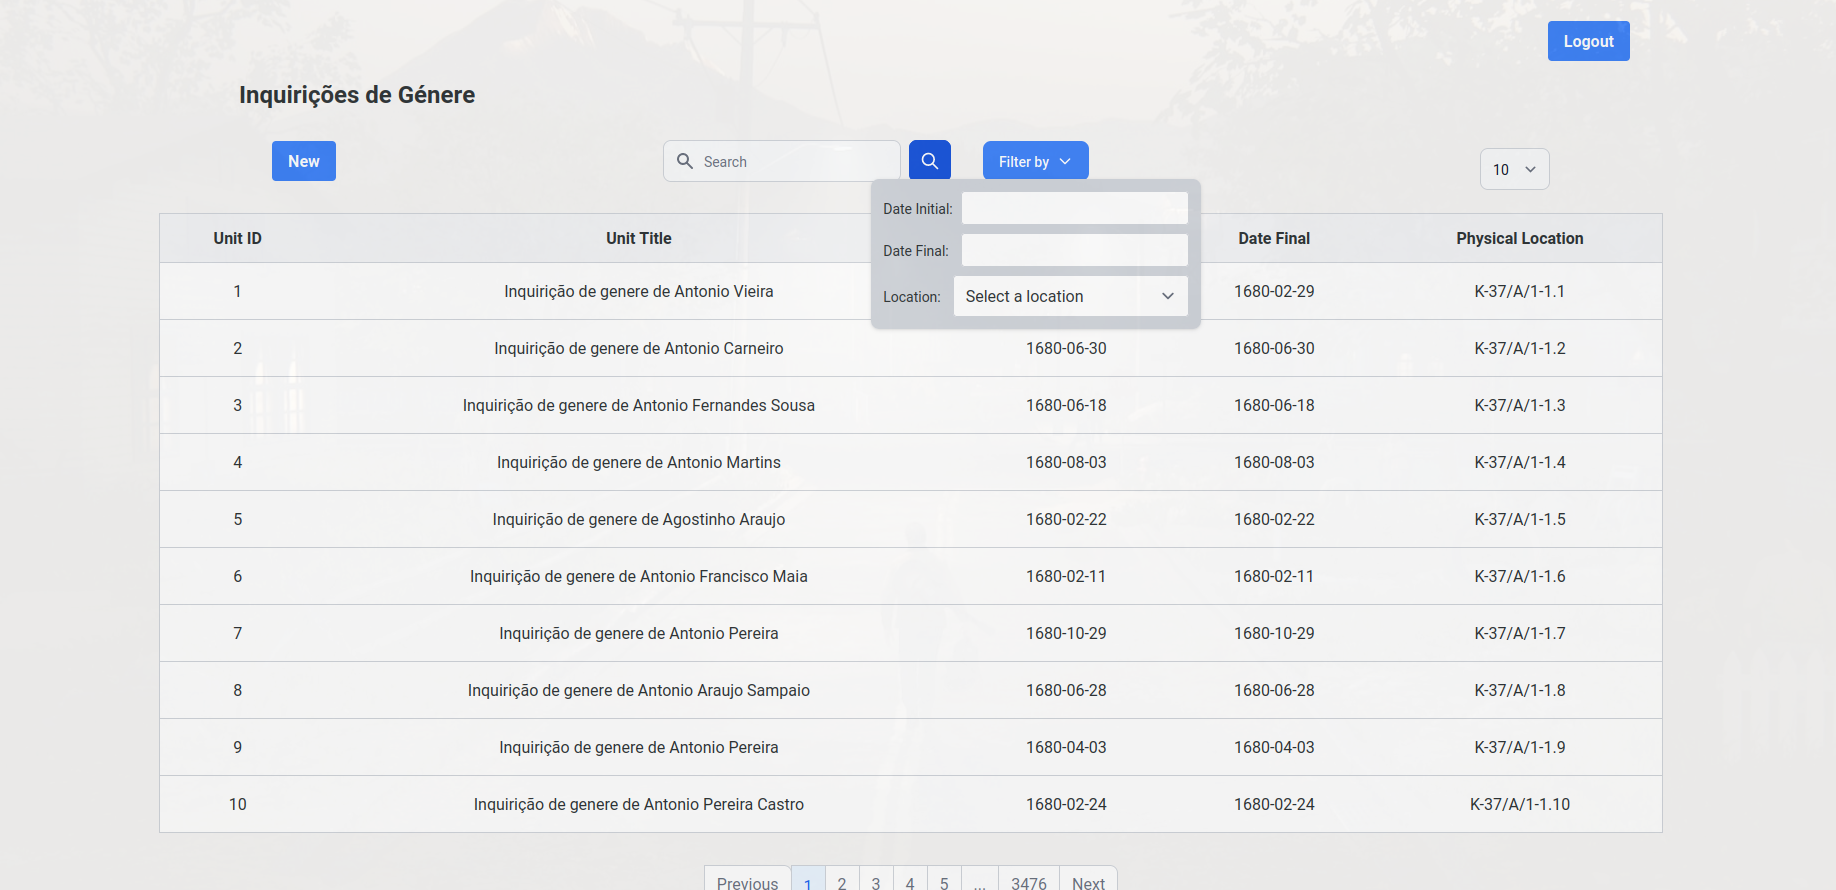 Logout
Inquirições de Génere
New Search Filter by 10
Date Initial:
Date Final:
Location: Select a location
Unit ID Unit Title Date Final Physical Location
1 Inquirição de genere de Antonio Vieira 1680-02-29 K-37/A/1-1.1
2 Inquirição de genere de Antonio Carneiro 1680-06-30 1680-06-30 K-37/A/1-1.2
3 Inquirição de genere de Antonio Fernandes Sousa 1680-06-18 1680-06-18 K-37/A/1-1.3
4 Inquirição de genere de Antonio Martins 1680-08-03 1680-08-03 K-37/A/1-1.4
5 Inquirição de genere de Agostinho Araujo 1680-02-22 1680-02-22 K-37/A/1-1.5
6 Inquirição de genere de Antonio Francisco Maia 1680-02-11 1680-02-11 K-37/A/1-1.6
7 Inquirição de genere de Antonio Pereira 1680-10-29 1680-10-29 K-37/A/1-1.7
8 Inquirição de genere de Antonio Araujo Sampaio 1680-06-28 1680-06-28 K-37/A/1-1.8
9 Inquirição de genere de Antonio Pereira 1680-04-03 1680-04-03 K-37/A/1-1.9
10 Inquirição de genere de Antonio Pereira Castro 1680-02-24 1680-02-24 K-37/A/1-1.10
Previous 1 2 3 4 5 ... 3476 Next